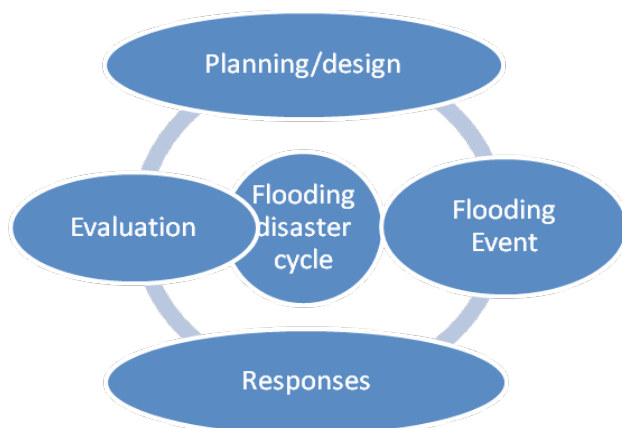 Planning/design
Evaluation
Flooding
disaster
cycle
Flooding
Event
Responses